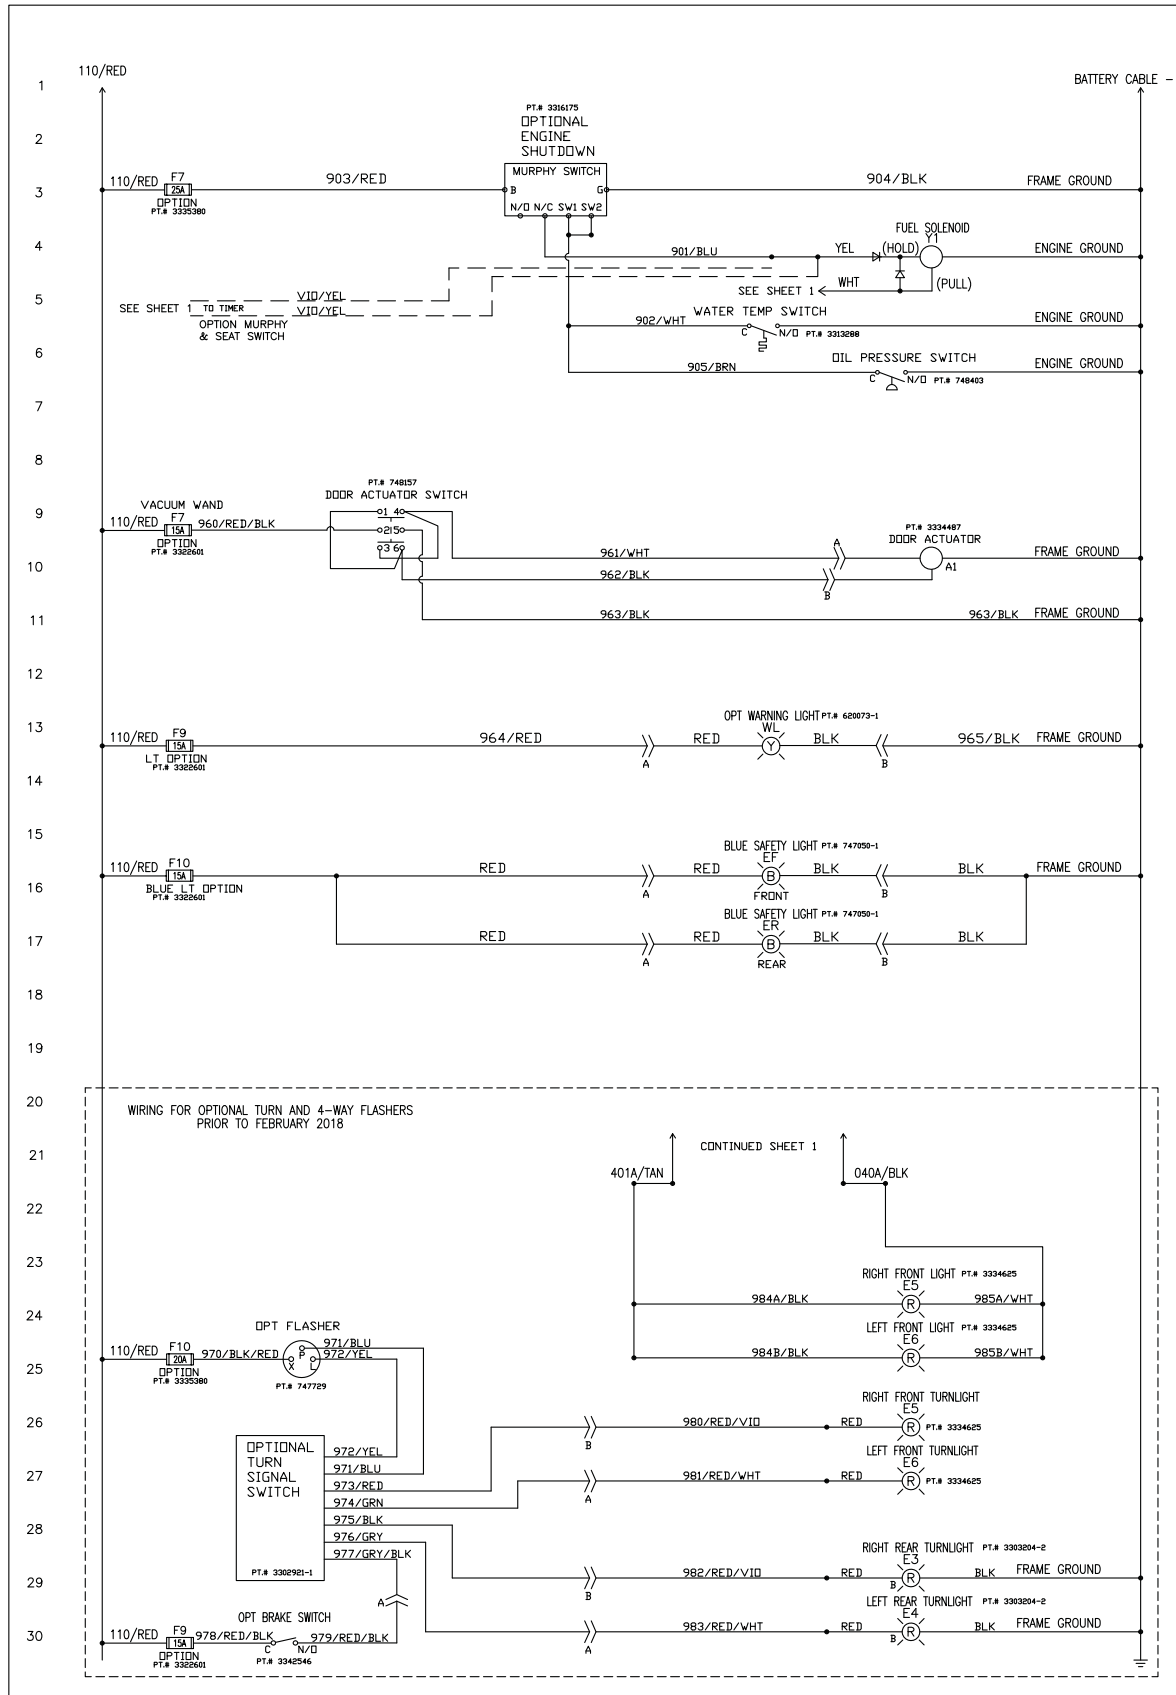 110/RED
BATTERY CABLE -
1
PT.# 3316175
OPTIONAL
ENGINE
SHUTDOWN
2
MURPHY SWITCH
110/RED F7 903/RED B G 904/BLK FRAME GROUND
3
25A
OPTION
PT.# 3335380
N/O N/C SW1 SW2
FUEL SOLENOID
Y1
4
901/BLU YEL (HOLD) ENGINE GROUND
SEE SHEET 1 WHT (PULL)
5
VIO/YEL
SEE SHEET 1 TO TIMER VIO/YEL
OPTION MURPHY
& SEAT SWITCH
WATER TEMP SWITCH
902/WHT C N/O PT.# 3313288 ENGINE GROUND
6
OIL PRESSURE SWITCH
905/BRN C N/O PT.# 748403 ENGINE GROUND
7
8
PT.# 748157
DOOR ACTUATOR SWITCH
9
VACUUM WAND
110/RED F7 960/RED/BLK
15A
OPTION
PT.# 3322601
1 4
2 5
3 6
PT.# 3334487
DOOR ACTUATOR
961/WHT A A1 FRAME GROUND
10
962/BLK B
11
963/BLK 963/BLK FRAME GROUND
12
13
OPT WARNING LIGHT PT.# 620073-1
WL
110/RED F9 964/RED A RED Y BLK B 965/BLK FRAME GROUND
15A
LT OPTION
PT.# 3322601
14
15
BLUE SAFETY LIGHT PT.# 747050-1
EF
110/RED F10 RED A RED B BLK B BLK FRAME GROUND
15A
16
BLUE LT OPTION
PT.# 3322601
FRONT
BLUE SAFETY LIGHT PT.# 747050-1
ER
17
RED A RED B BLK B BLK
REAR
18
19
20
WIRING FOR OPTIONAL TURN AND 4-WAY FLASHERS
PRIOR TO FEBRUARY 2018
21
CONTINUED SHEET 1
401A/TAN 040A/BLK
22
23
RIGHT FRONT LIGHT PT.# 3334625
E5
984A/BLK R 985A/WHT
24
LEFT FRONT LIGHT PT.# 3334625
E6
984B/BLK R 985B/WHT
OPT FLASHER
110/RED F10 970/BLK/RED X P L 971/BLU
972/YEL
25
20A
OPTION
PT.# 3335380
PT.# 747729
RIGHT FRONT TURNLIGHT
E5
26
980/RED/VIO B RED R PT.# 3334625
LEFT FRONT TURNLIGHT
E6
27
981/RED/WHT A RED R PT.# 3334625
OPTIONAL
TURN
SIGNAL
SWITCH
972/YEL
971/BLU
973/RED
974/GRN
28
975/BLK
976/GRY
977/GRY/BLK
PT.# 3302921-1
RIGHT REAR TURNLIGHT PT.# 3303204-2
E3
29
982/RED/VIO B RED B R BLK FRAME GROUND
A
LEFT REAR TURNLIGHT PT.# 3303204-2
E4
30
983/RED/WHT A RED B R BLK FRAME GROUND
OPT BRAKE SWITCH
110/RED F9 978/RED/BLK C N/O 979/RED/BLK
15A
OPTION
PT.# 3322601
PT.# 3342546